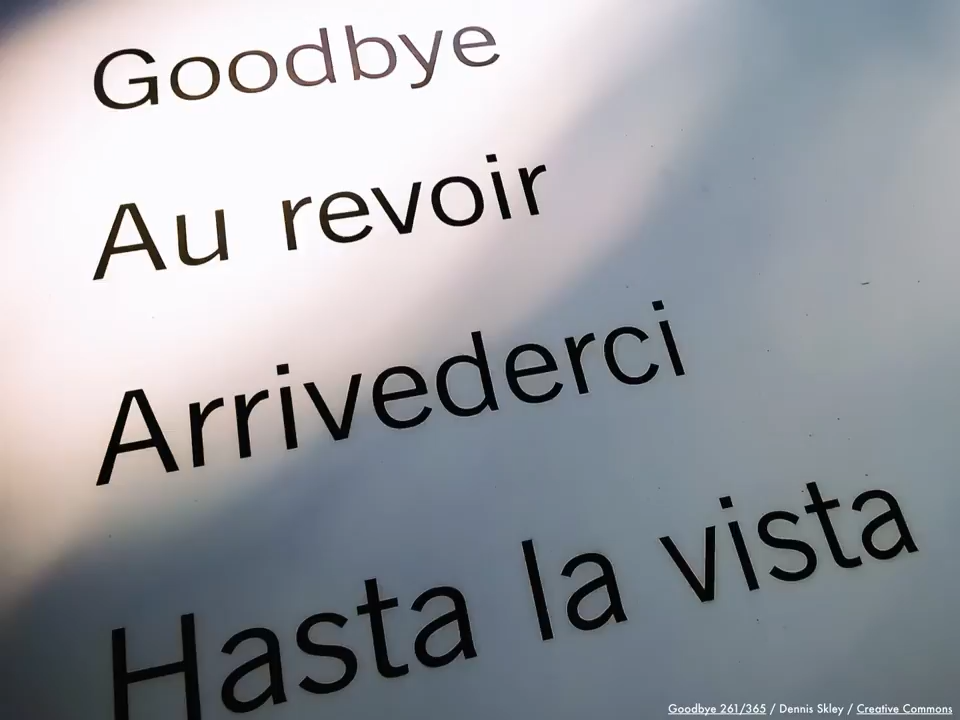 Goodbye
Au revoir
Arrivederci
Hasta la vista
Goodbye 261/365 / Dennis Skley / Creative Commons